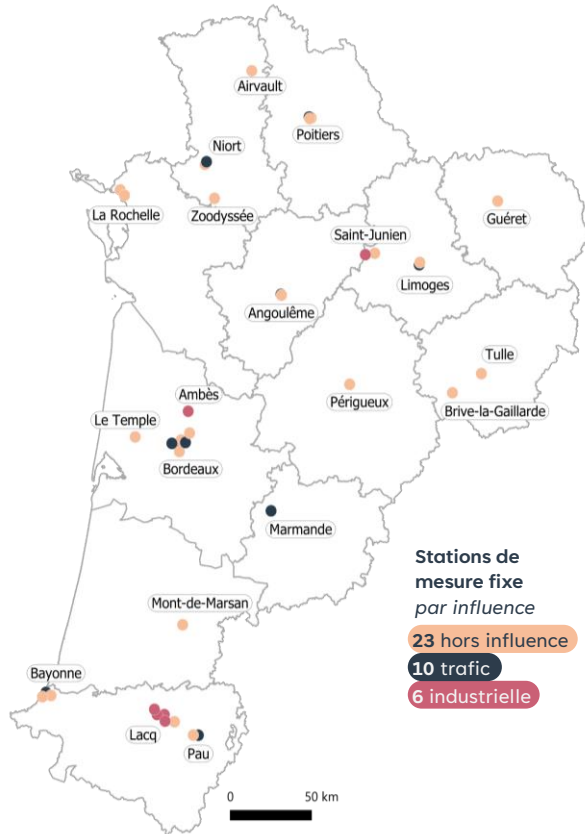 Airvault
Poitiers
Niort
La Rochelle
Zoodyssée
Guéret
Saint-Junien
Limoges
Angoulême
Tulle
Périgueux
Brive-la-Gaillarde
Ambès
Le Temple
Bordeaux
Marmande
Mont-de-Marsan
Bayonne
Lacq
Pau
Stations de
mesure fixe
par influence
23 hors influence
10 trafic
6 industrielle
0 50 km